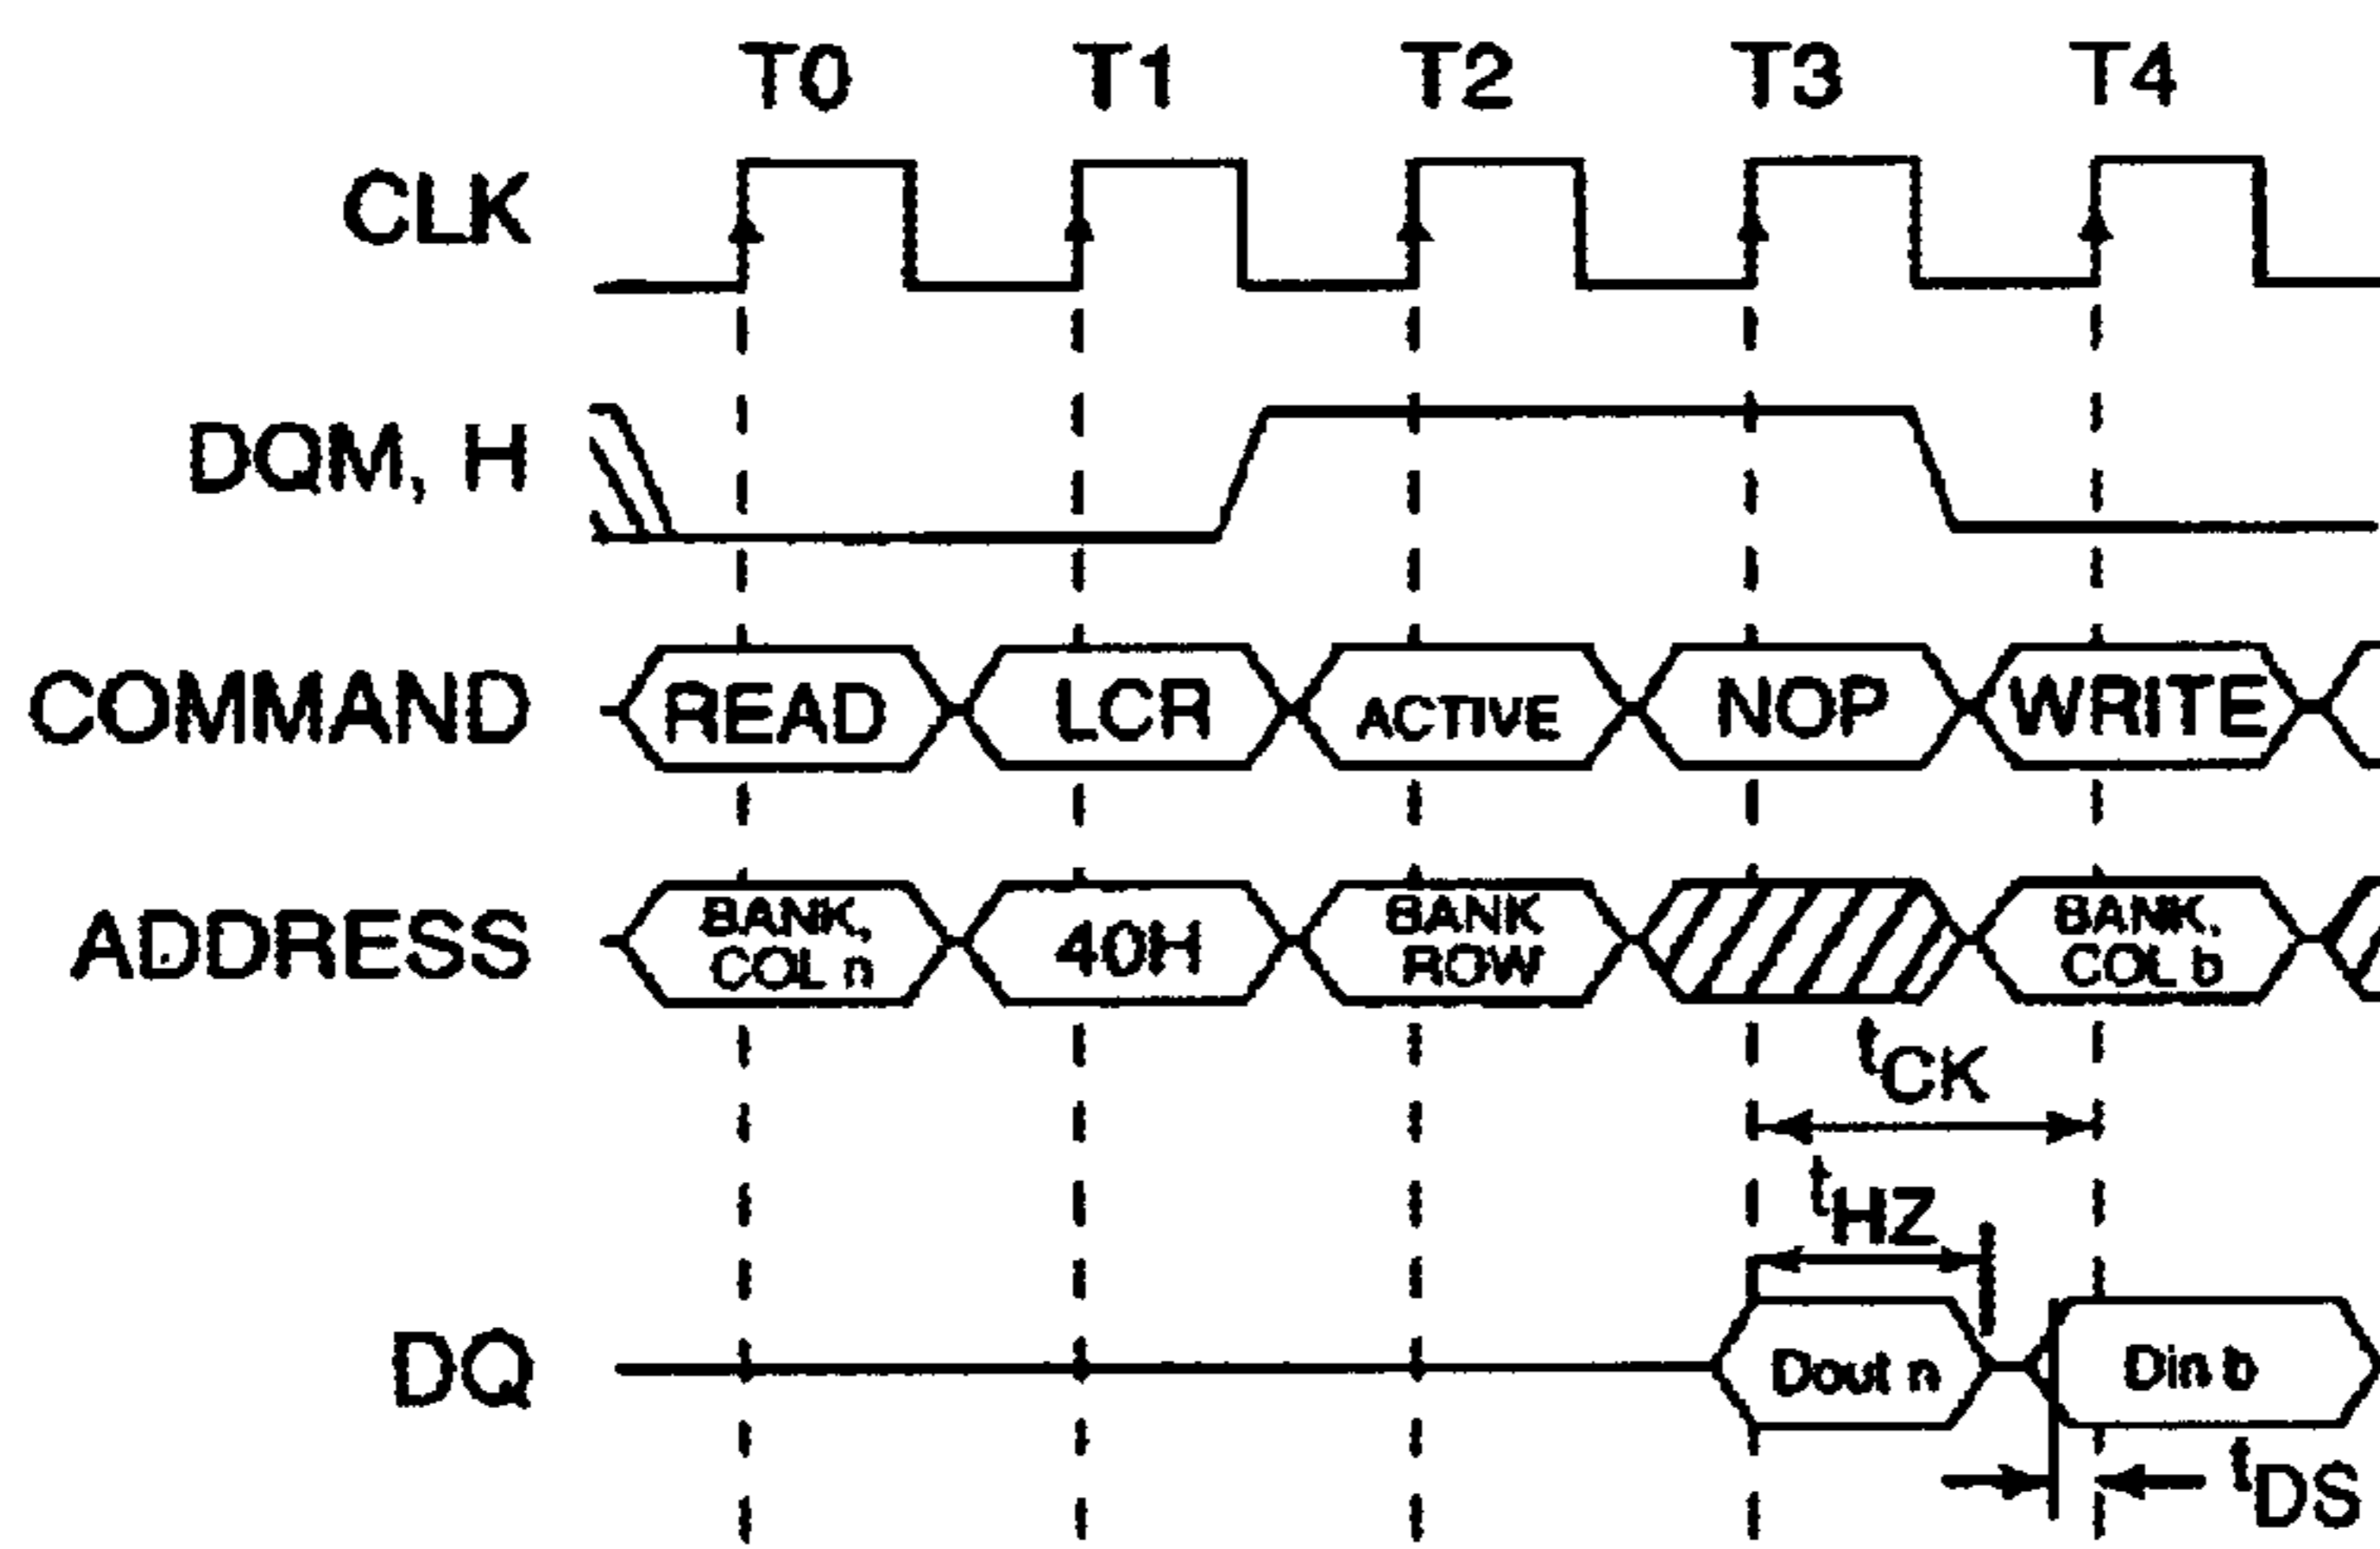 T0 T1 T2 T3 T4
CLK
DQM, H
COMMAND READ LCR ACTIVE NOP WRITE
ADDRESS BANK, COL n 40H BANK ROW BANK, COL b
tCK
tHZ
DQ Dout n Din b
tDS